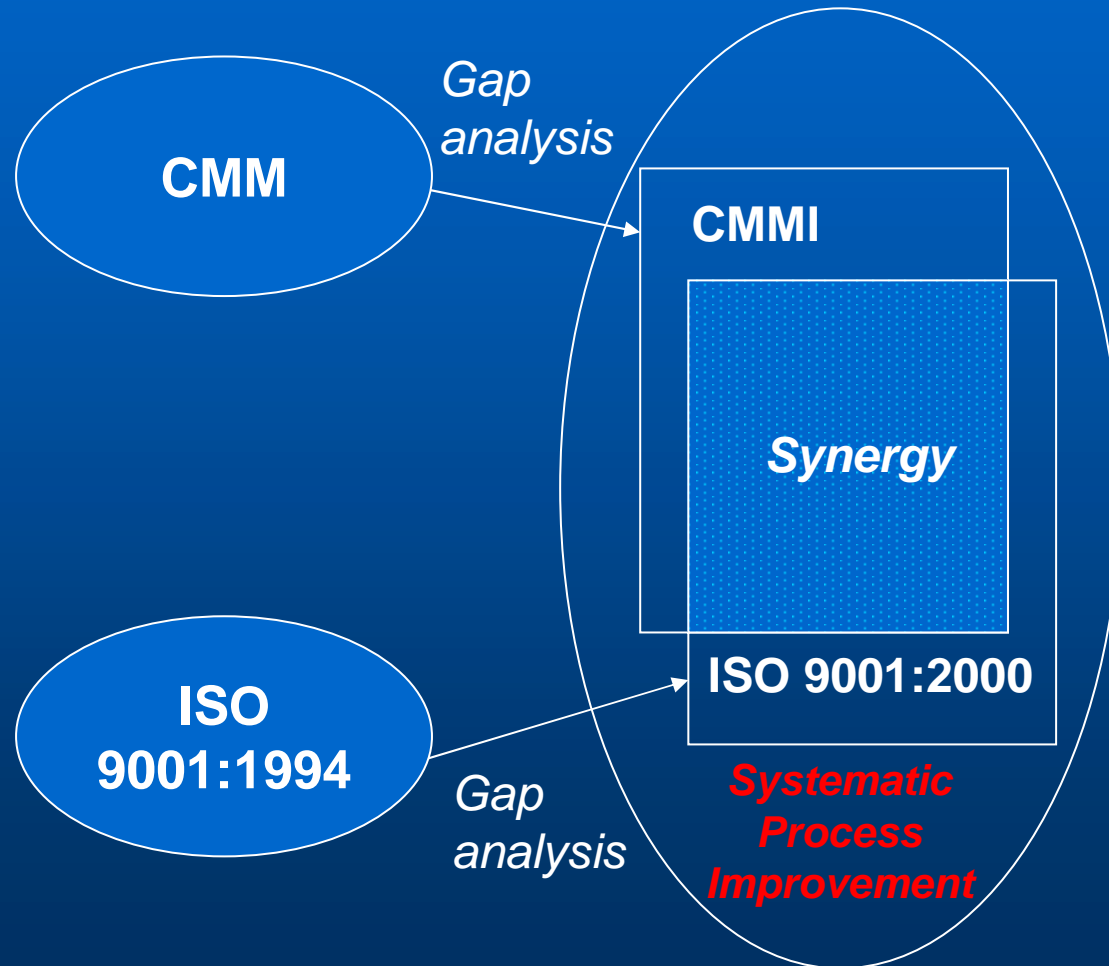 Gap
analysis
CMM
CMMI
Synergy
ISO 9001:2000
ISO
9001:1994
Gap
analysis
Systematic
Process
Improvement